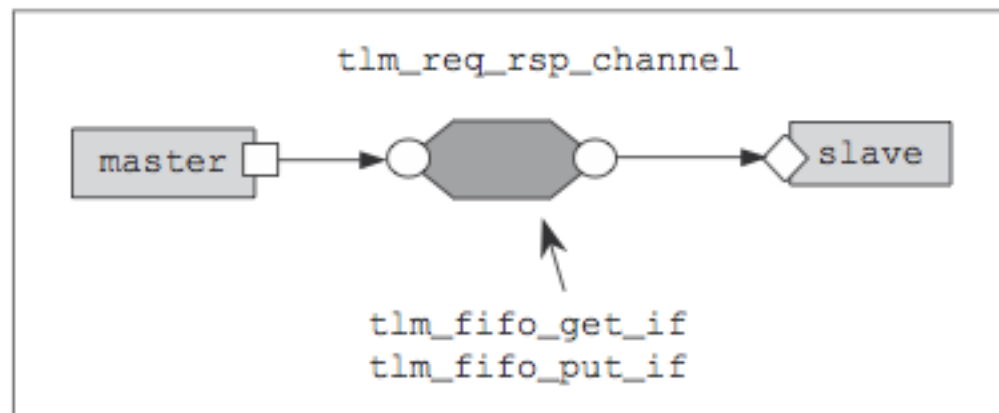 tlm_req_rsp_channel
master
slave
tlm_fifo_get_if
tlm_fifo_put_if